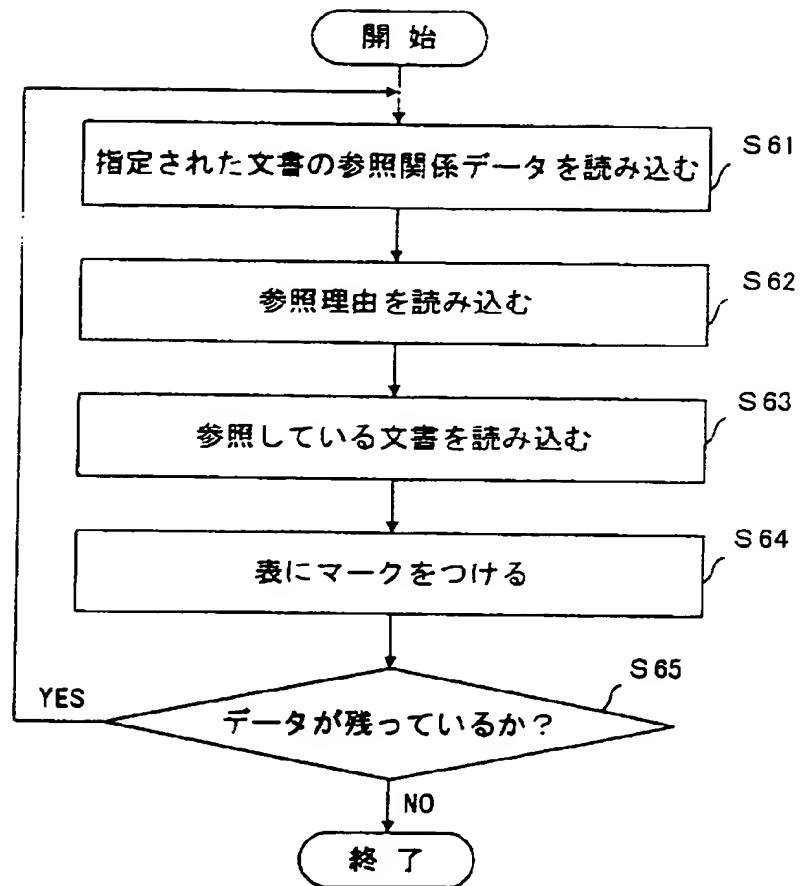 開 始
指定された文書の参照関係データを読み込む
S61
参照理由を読み込む
S62
参照している文書を読み込む
S63
表にマークをつける
S64
データが残っているか?
S65
YES
NO
終 了